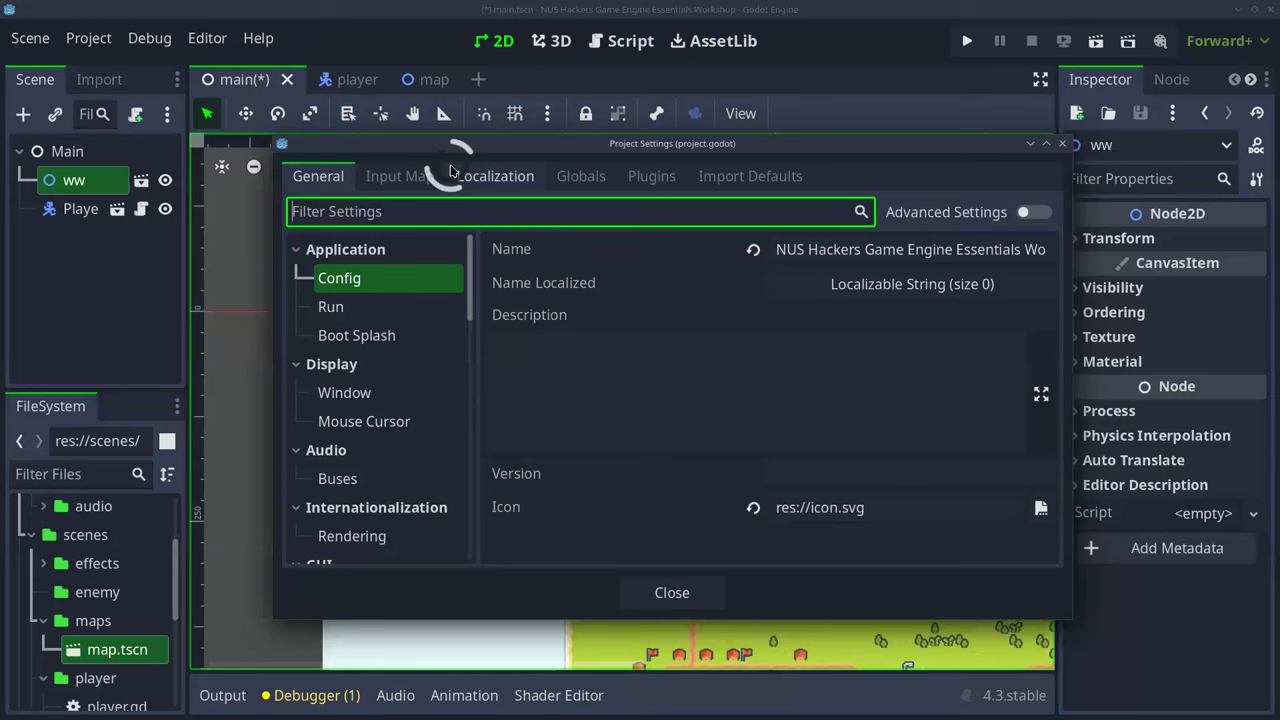 (*) main.tscn - NUS Hackers Game Engine Essentials Workshop - Godot Engine
Scene Project Debug Editor Help
2D 3D Script AssetLib
Forward+
Scene Import
main(*) player map
Inspector Node
Fil
View
Main
ww
Playe
Project Settings (project.godot)
General Input Map Localization Globals Plugins Import Defaults
Filter Settings
Advanced Settings
Application
Config
Run
Boot Splash
Display
Window
Mouse Cursor
Audio
Buses
Internationalization
Rendering
GUI
Name NUS Hackers Game Engine Essentials Wo
Name Localized Localizable String (size 0)
Description
Version
Icon res://icon.svg
Close
0
250
FileSystem
res://scenes/
Filter Files
audio
scenes
effects
enemy
maps
map.tscn
player
player.gd
ww
Filter Properties
Node2D
Transform
CanvasItem
Visibility
Ordering
Texture
Material
Node
Process
Physics Interpolation
Auto Translate
Editor Description
Script <empty>
Add Metadata
Output Debugger (1) Audio Animation Shader Editor
4.3.stable